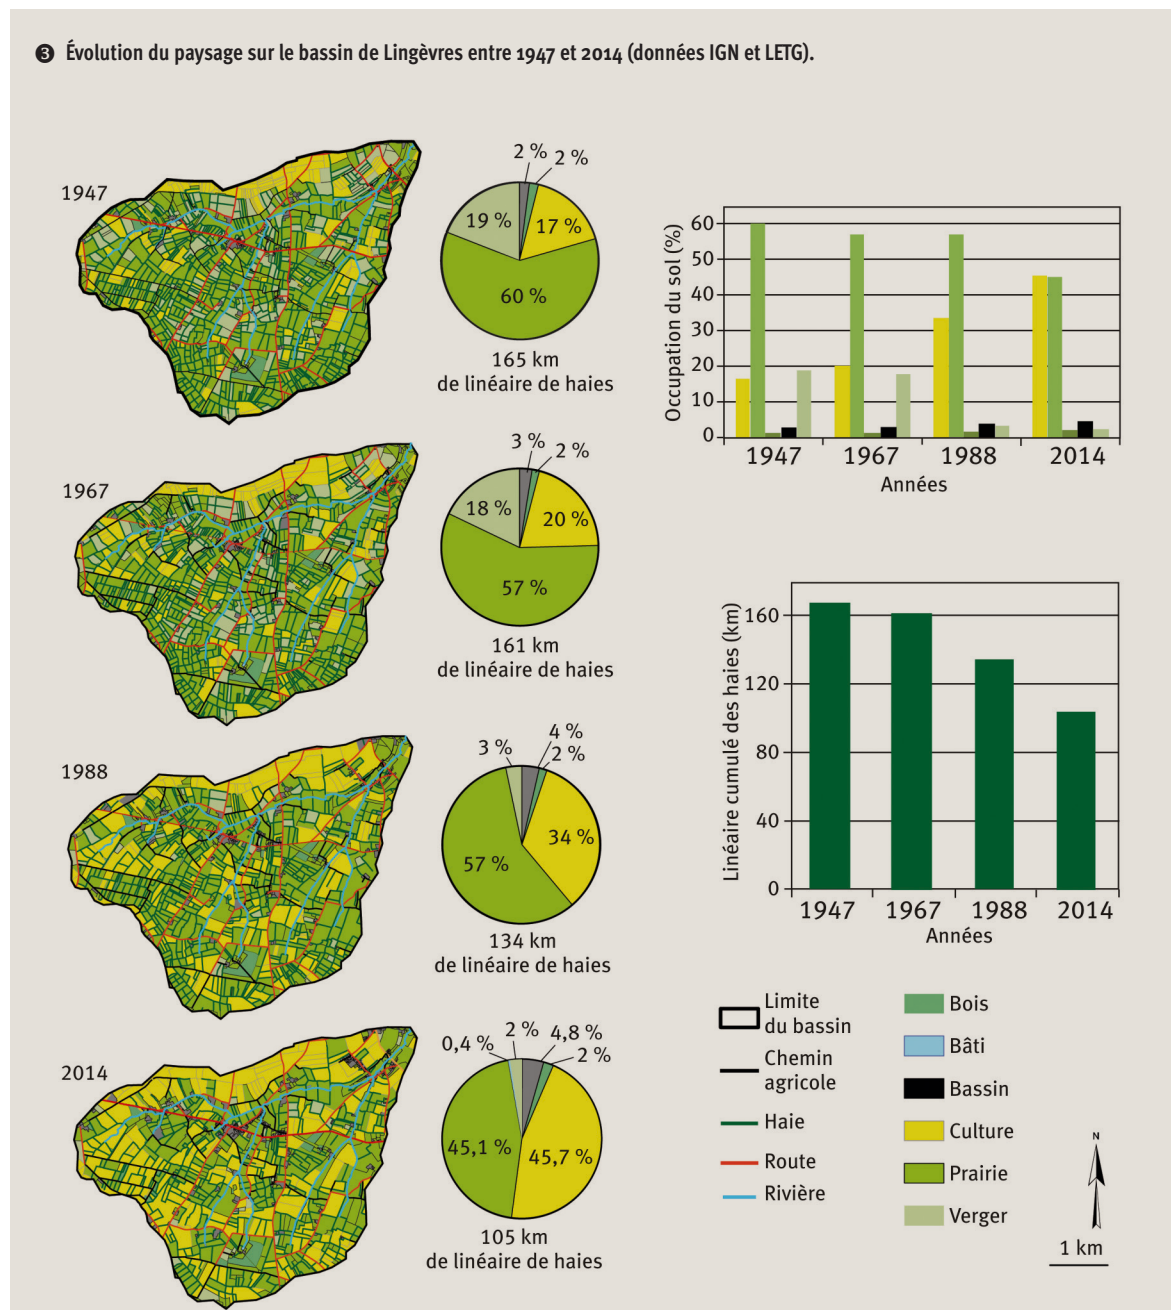 ❸ Évolution du paysage sur le bassin de Lingèvres entre 1947 et 2014 (données IGN et LETG).
1947
2 %
2 %
19 %
17 %
60 %
165 km
de linéaire de haies
1967
3 %
2 %
18 %
20 %
57 %
161 km
de linéaire de haies
1988
3 %
4 %
2 %
34 %
57 %
134 km
de linéaire de haies
2014
0,4 %
2 %
4,8 %
2 %
45,1 %
45,7 %
105 km
de linéaire de haies
Occupation du sol (%)
60
50
40
30
20
10
0
1947
1967
1988
2014
Années
Linéaire cumulé des haies (km)
160
120
80
40
0
1947
1967
1988
2014
Années
Limite
du bassin
Chemin
agricole
Haie
Route
Rivière
Bois
Bâti
Bassin
Culture
Prairie
Verger
N
1 km